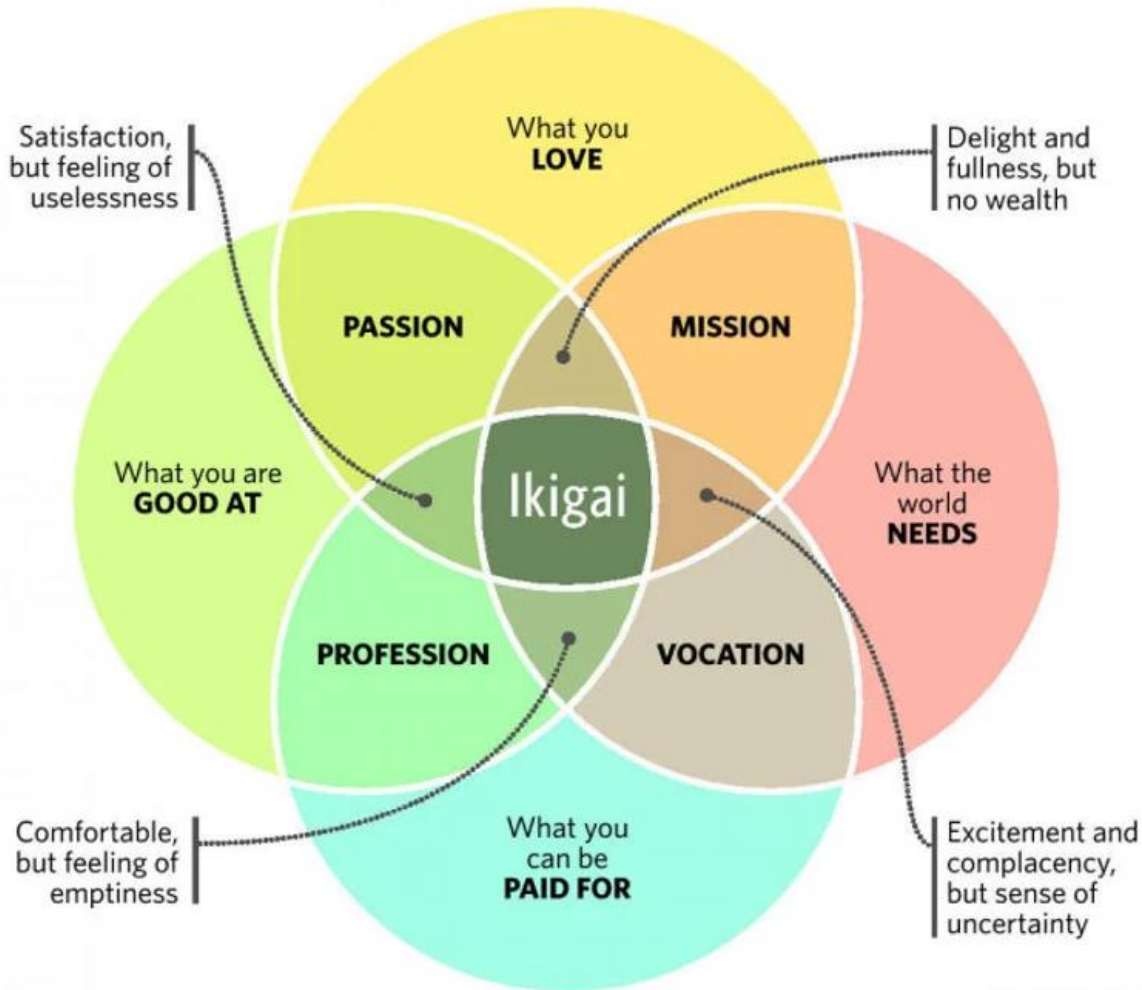 What you
LOVE
Satisfaction,
but feeling of
uselessness
Delight and
fullness, but
no wealth
PASSION
MISSION
What you are
GOOD AT
Ikigai
What the
world
NEEDS
PROFESSION
VOCATION
Comfortable,
but feeling of
emptiness
What you
can be
PAID FOR
Excitement and
complacency,
but sense of
uncertainty